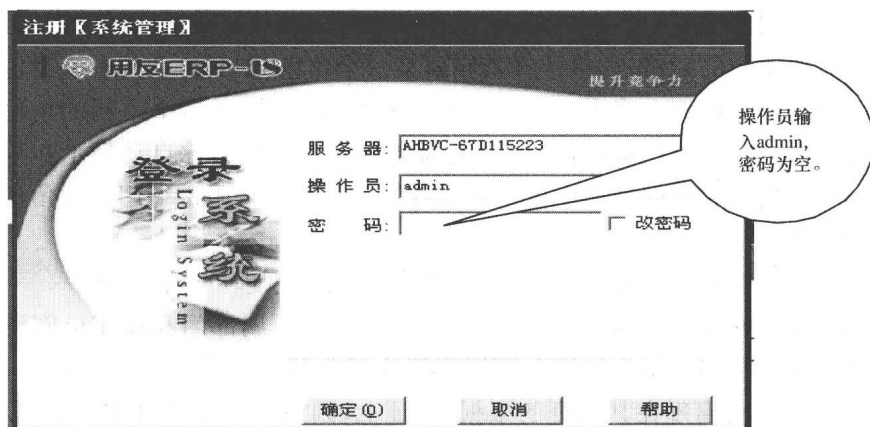 注册〖系统管理〗
用友ERP-U8
提升竞争力
服务器: AHBVC-67D115223
操作员: admin
密 码:
改密码
操作员输
入admin,
密码为空。
登录系统
Login System
确定(O) 取消 帮助